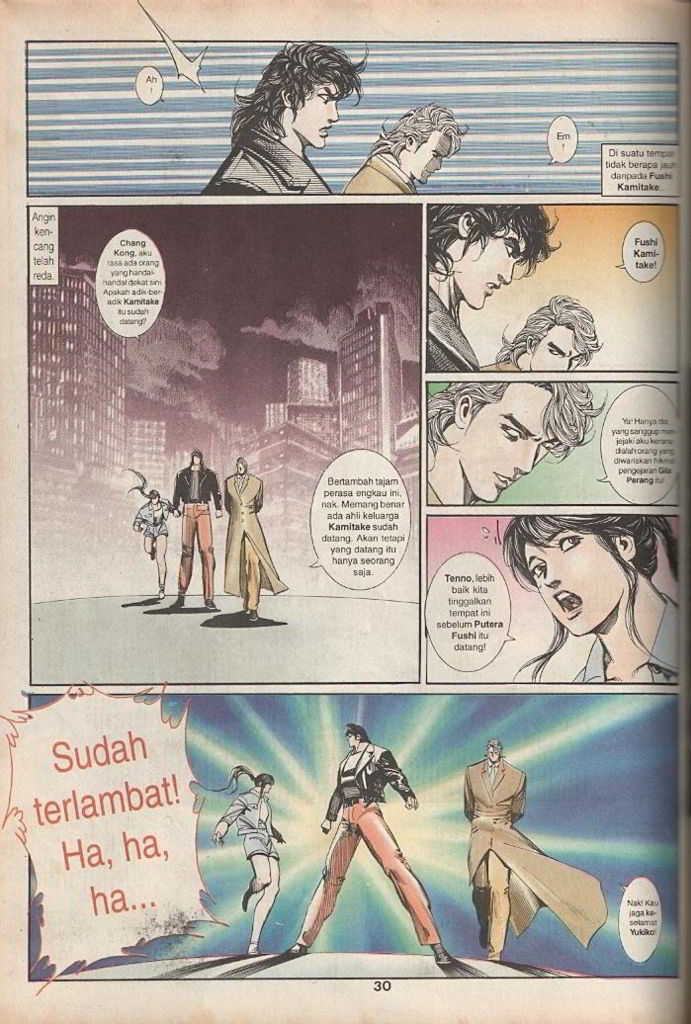 Ah
!
Em
!
Di suatu tempat
tidak berapa jauh
daripada Fushi
Kamitake...
Angin
ken-
cang
telah
reda.
Chang
Kong, aku
rasa ada orang
yang handal-
handal dekat sini.
Apakah adik-ber-
adik Kamitake
itu sudah
datang?
Bertambah tajam
perasa engkau ini,
nak. Memang benar
ada ahli keluarga
Kamitake sudah
datang. Akan tetapi
yang datang itu
hanya seorang
saja.
Fushi
Kami-
take!
Ya! Hanya dia
yang sanggup men-
jejaki aku kerana
dialah orang yang
diwariskan hikmat
pengejaran Gila
Perang itu!
Tenno, lebih
baik kita
tinggalkan
tempat ini
sebelum Putera
Fushi itu
datang!
Sudah
terlambat!
Ha, ha,
ha...
Nak! Kau
jaga ke-
selamat
Yukiko!
30